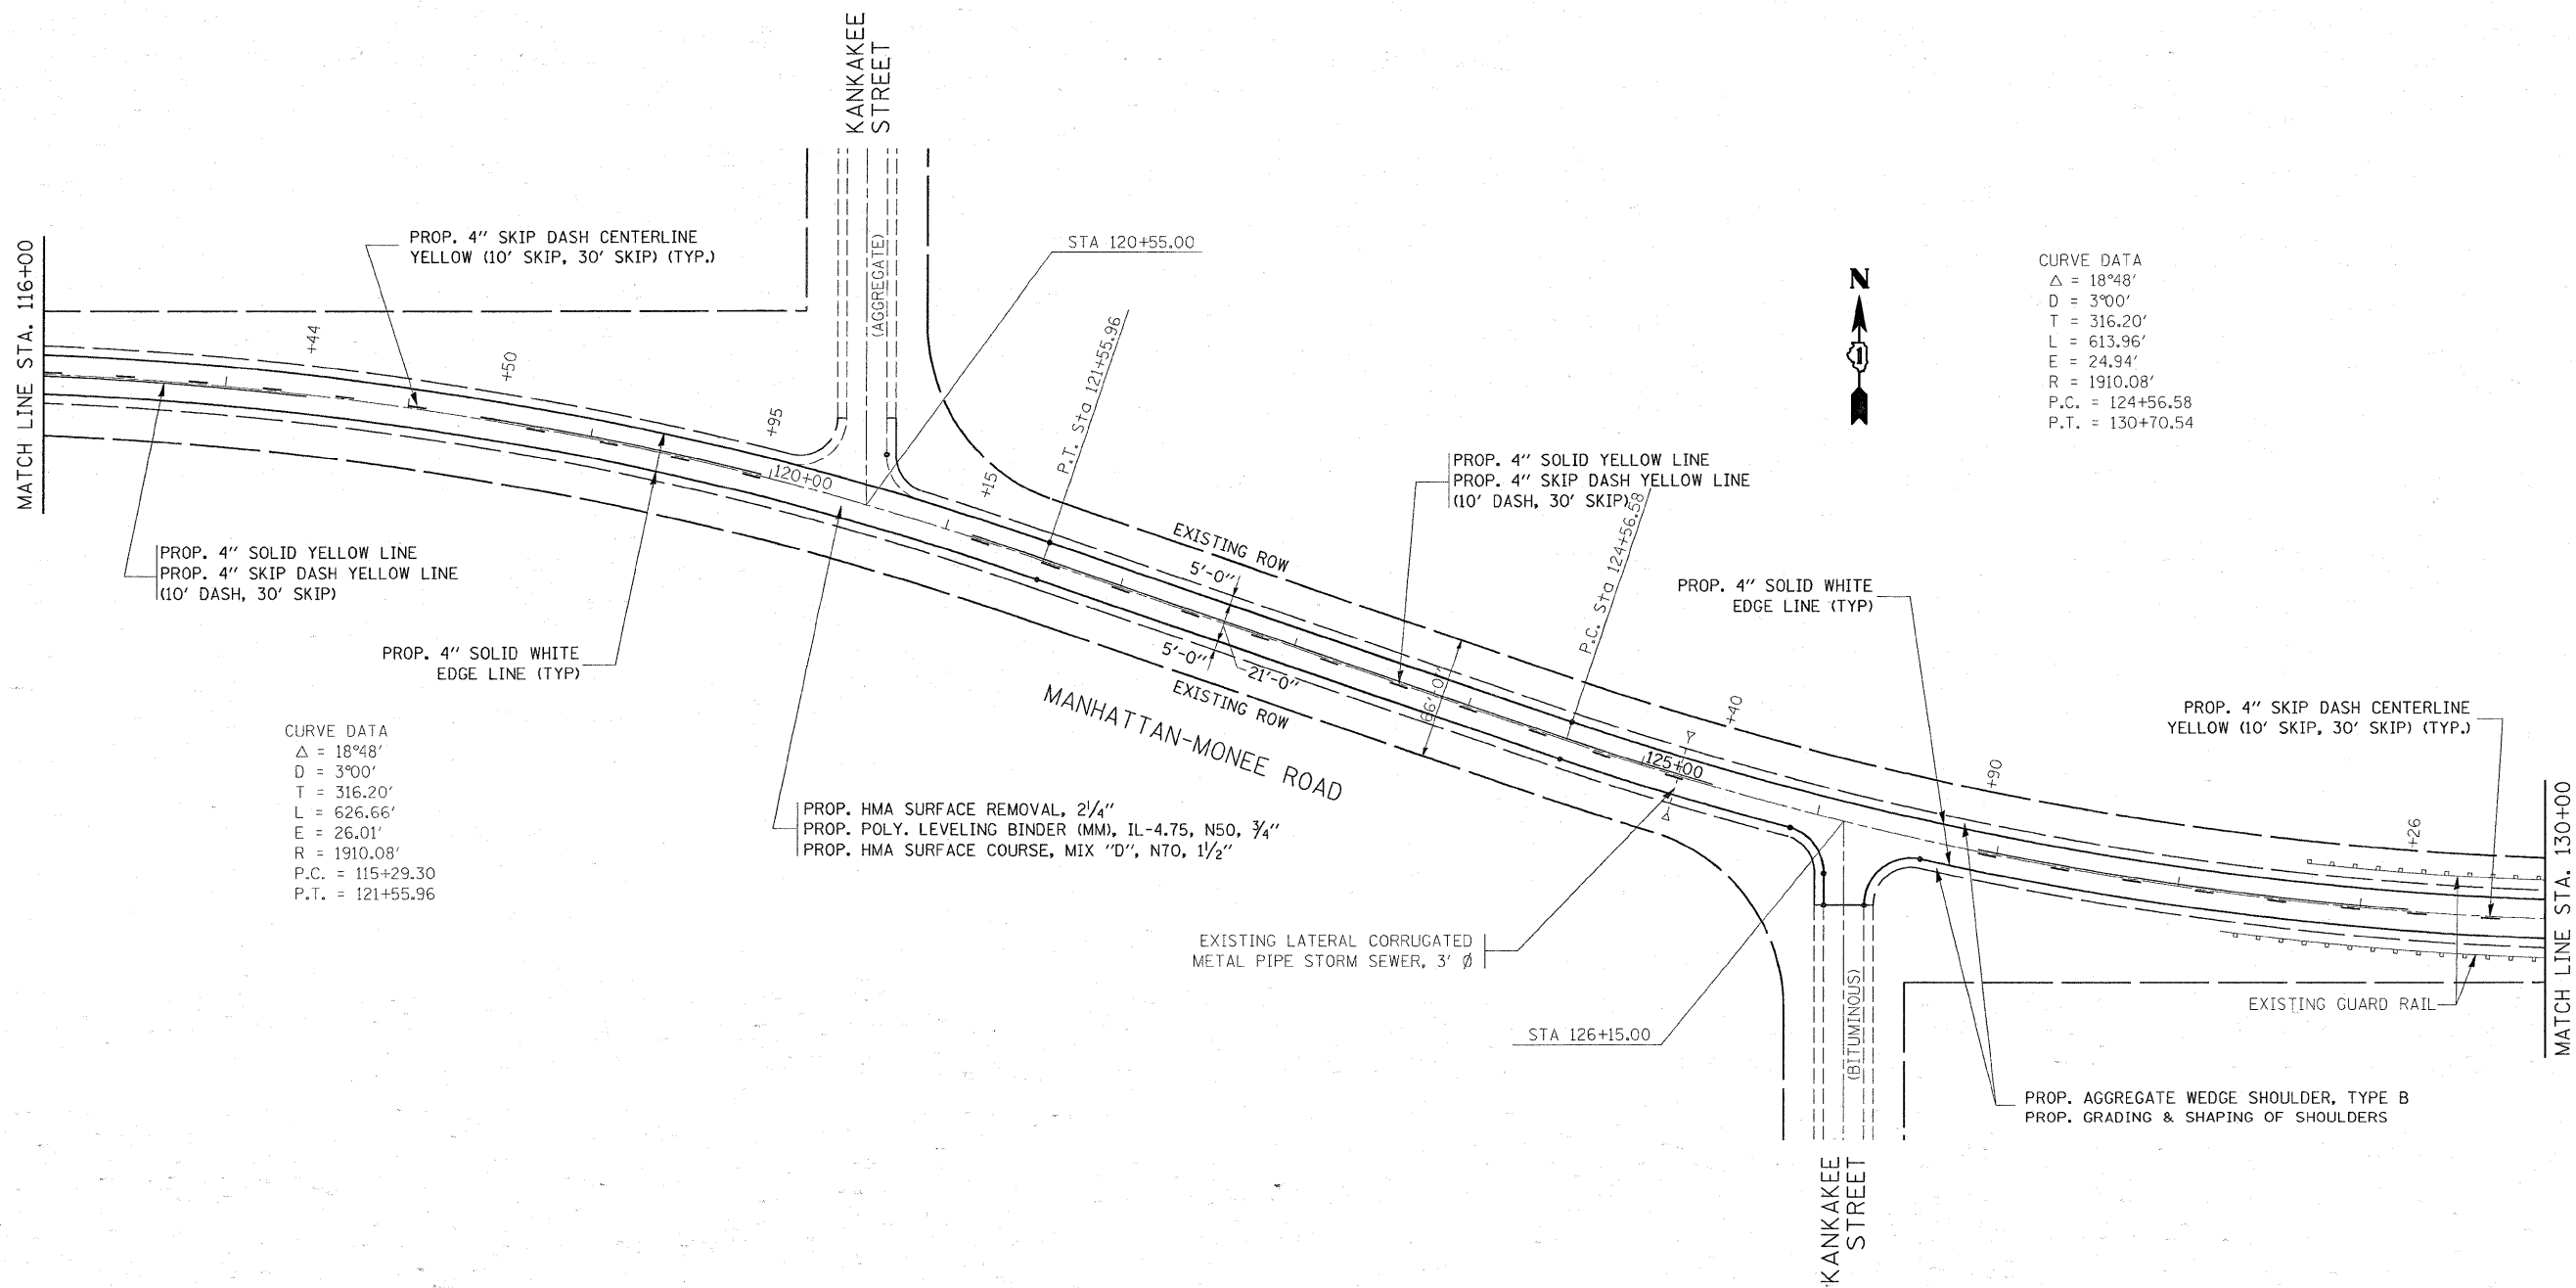 KANKAKEE
STREET
(AGGREGATE)
MATCH LINE STA. 116+00
PROP. 4" SKIP DASH CENTERLINE
YELLOW (10' SKIP, 30' SKIP) (TYP.)
STA 120+55.00
+44
+50
+95
120+00
+15
P.T. Sta 121+55.96
N
CURVE DATA
Δ = 18°48'
D = 3°00'
T = 316.20'
L = 613.96'
E = 24.94'
R = 1910.08'
P.C. = 124+56.58
P.T. = 130+70.54
PROP. 4" SOLID YELLOW LINE
PROP. 4" SKIP DASH YELLOW LINE
(10' DASH, 30' SKIP)
P.C. Sta 124+56.58
PROP. 4" SOLID YELLOW LINE
PROP. 4" SKIP DASH YELLOW LINE
(10' DASH, 30' SKIP)
PROP. 4" SOLID WHITE
EDGE LINE (TYP)
EXISTING ROW
5'-0"
21'-0"
5'-0"
EXISTING ROW
MANHATTAN-MONEE ROAD
PROP. 4" SOLID WHITE
EDGE LINE (TYP)
+40
125+00
+90
+26
PROP. 4" SKIP DASH CENTERLINE
YELLOW (10' SKIP, 30' SKIP) (TYP.)
MATCH LINE STA. 130+00
CURVE DATA
Δ = 18°48'
D = 3°00'
T = 316.20'
L = 626.66'
E = 26.01'
R = 1910.08'
P.C. = 115+29.30
P.T. = 121+55.96
PROP. HMA SURFACE REMOVAL, 2 1/4"
PROP. POLY. LEVELING BINDER (MM), IL-4.75, N50, 3/4"
PROP. HMA SURFACE COURSE, MIX "D", N70, 1 1/2"
EXISTING LATERAL CORRUGATED
METAL PIPE STORM SEWER, 3' Ø
STA 126+15.00
(BITUMINOUS)
EXISTING GUARD RAIL
PROP. AGGREGATE WEDGE SHOULDER, TYPE B
PROP. GRADING & SHAPING OF SHOULDERS
KANKAKEE
STREET